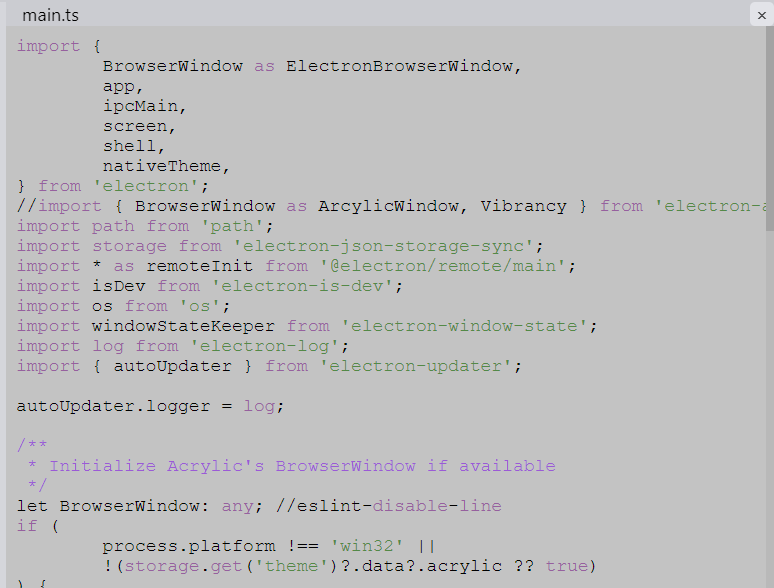 main.ts
×
import {
BrowserWindow as ElectronBrowserWindow,
app,
ipcMain,
screen,
shell,
nativeTheme,
} from 'electron';
//import { BrowserWindow as ArcylicWindow, Vibrancy } from 'electron-a
import path from 'path';
import storage from 'electron-json-storage-sync';
import * as remoteInit from '@electron/remote/main';
import isDev from 'electron-is-dev';
import os from 'os';
import windowStateKeeper from 'electron-window-state';
import log from 'electron-log';
import { autoUpdater } from 'electron-updater';
autoUpdater.logger = log;
/**
* Initialize Acrylic's BrowserWindow if available
*/
let BrowserWindow: any; //eslint-disable-line
if (
process.platform !== 'win32' ||
!(storage.get('theme')?.data?.acrylic ?? true)
) {